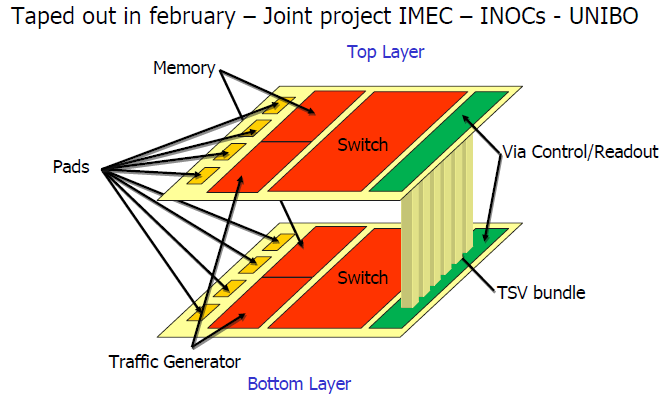 Taped out in february – Joint project IMEC – INOCs - UNIBO
Top Layer
Memory
Switch
Via Control/Readout
Pads
Switch
TSV bundle
Traffic Generator
Bottom Layer